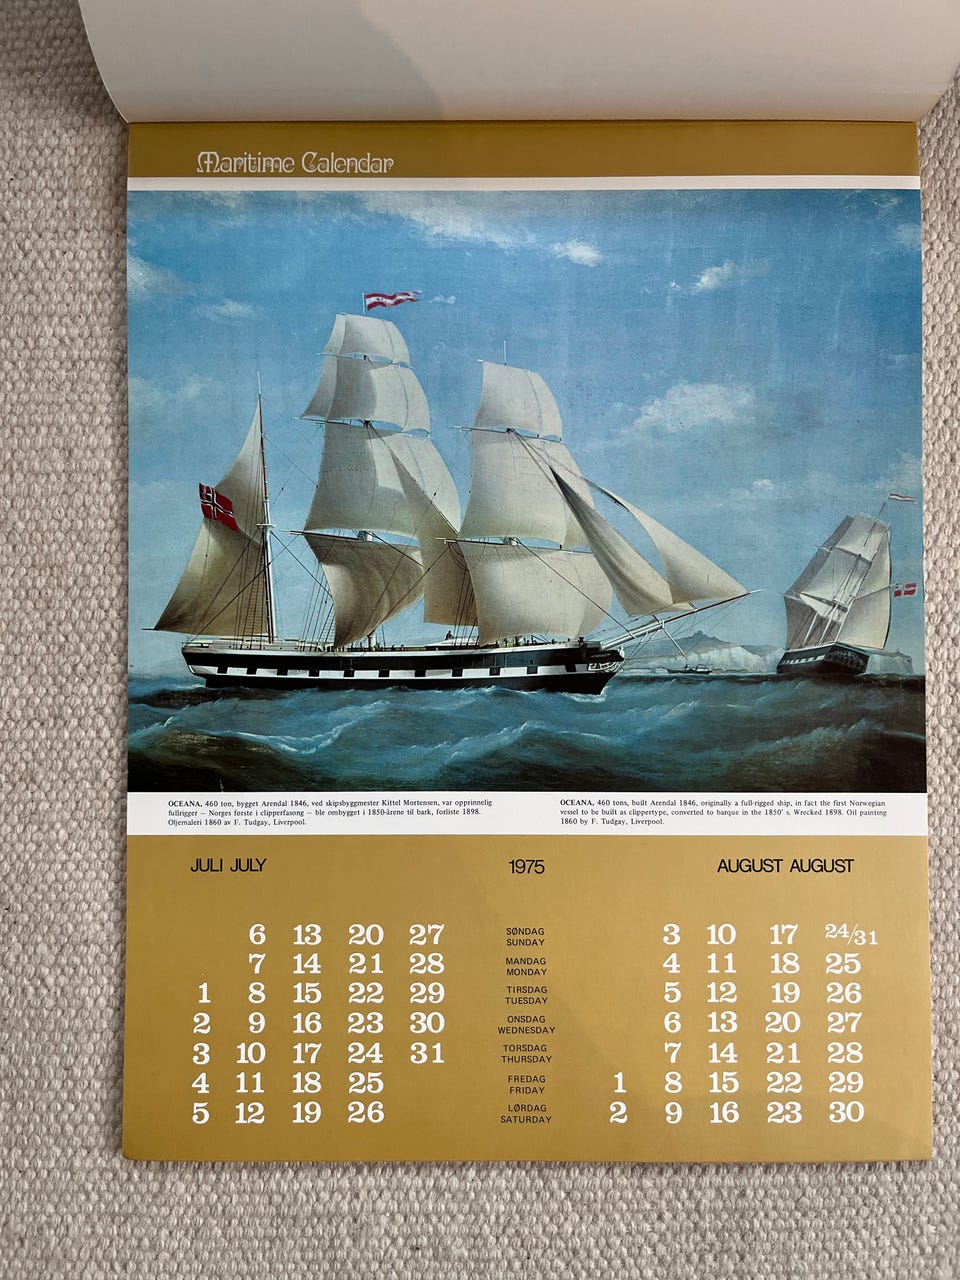 Maritime Calendar
OCEANA, 460 ton, bygget Arendal 1846, ved skipsbyggmester Kittel Mortensen, var opprinnelig
fullrigger – Norges første i clipperfasong – ble ombygget i 1850-årene til bark, forliste 1898.
Oljemaleri 1860 av F. Tudgay, Liverpool.
OCEANA, 460 tons, built Arendal 1846, originally a full-rigged ship, in fact the first Norwegian
vessel to be built as clippertype, converted to barque in the 1850' s. Wrecked 1898. Oil painting
1860 by F. Tudgay, Liverpool.
JULI JULY 1975 AUGUST AUGUST
6 13 20 27 SØNDAG SUNDAY 3 10 17 24/31
7 14 21 28 MANDAG MONDAY 4 11 18 25
1 8 15 22 29 TIRSDAG TUESDAY 5 12 19 26
2 9 16 23 30 ONSDAG WEDNESDAY 6 13 20 27
3 10 17 24 31 TORSDAG THURSDAY 7 14 21 28
4 11 18 25 FREDAG FRIDAY 1 8 15 22 29
5 12 19 26 LØRDAG SATURDAY 2 9 16 23 30